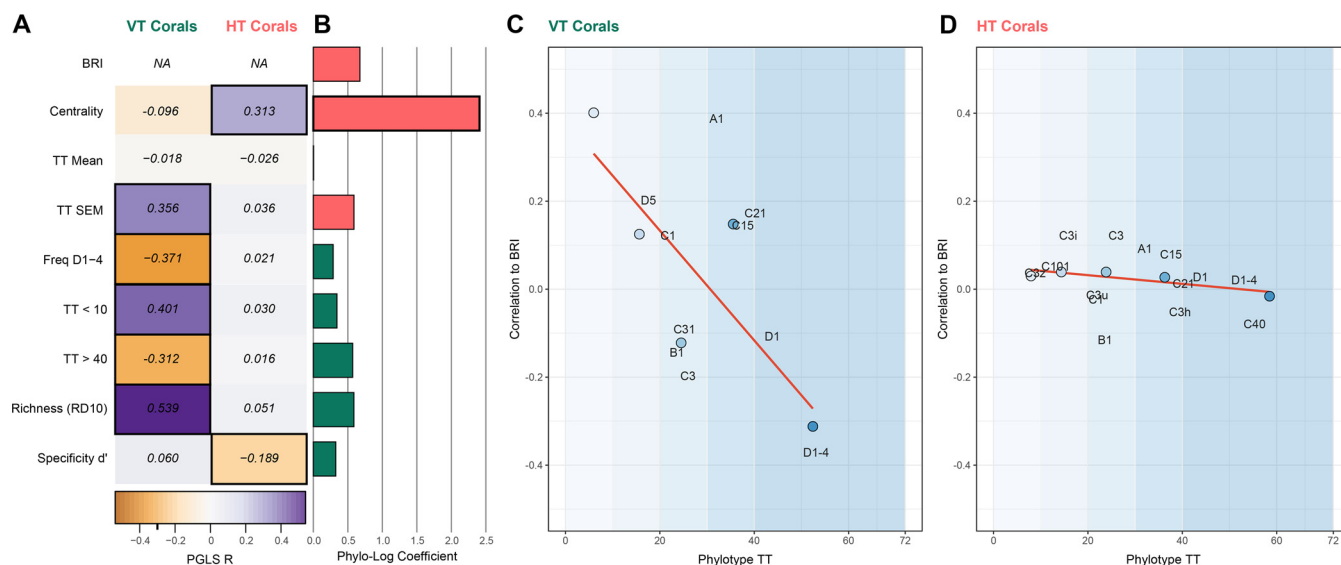 A
VT Corals
HT Corals
B
BRI
NA
NA
Centrality
-0.096
0.313
TT Mean
−0.018
−0.026
TT SEM
0.356
0.036
Freq D1−4
−0.371
0.021
TT < 10
0.401
0.030
TT > 40
-0.312
0.016
Richness (RD10)
0.539
0.051
Specificity d'
0.060
−0.189
−0.4
−0.2
0
0.2
0.4
PGLS R
0.0
0.5
1.0
1.5
2.0
2.5
Phylo-Log Coefficient
C
VT Corals
Correlation to BRI
0.4
0.2
0.0
-0.2
-0.4
A1
D5
C1
C21
C15
C31
B1
C3
D1
D1-4
0
20
40
60
72
Phylotype TT
D
HT Corals
Correlation to BRI
0.4
0.2
0.0
-0.2
-0.4
C3i
C3
A1
C15
C101
C3z
D1
C21
D1-4
C3u
C1
C3h
C40
B1
0
20
40
60
72
Phylotype TT